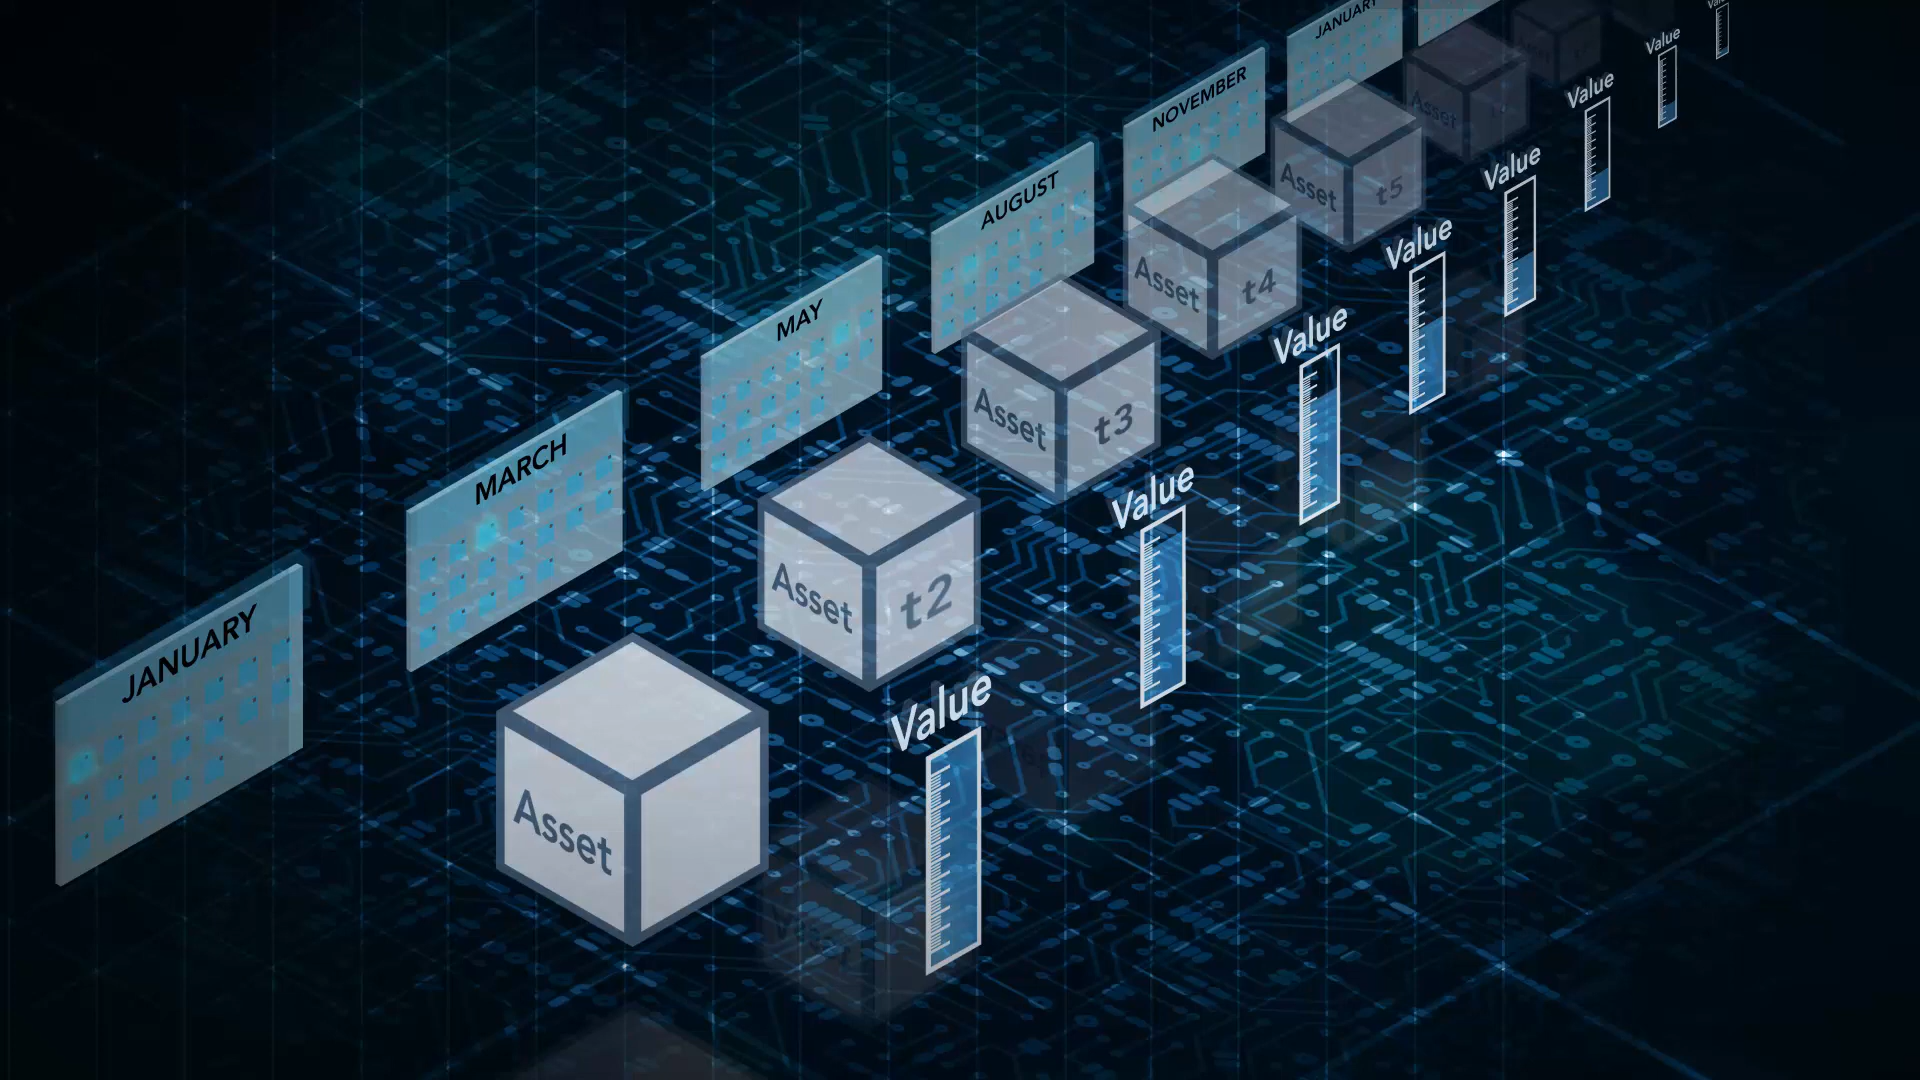 JANUARY
Asset
Value
MARCH
Asset
t2
Value
MAY
Asset
t3
Value
AUGUST
Asset
t4
Value
NOVEMBER
Asset
t5
Value
JANUARY
Asset
Value
Value